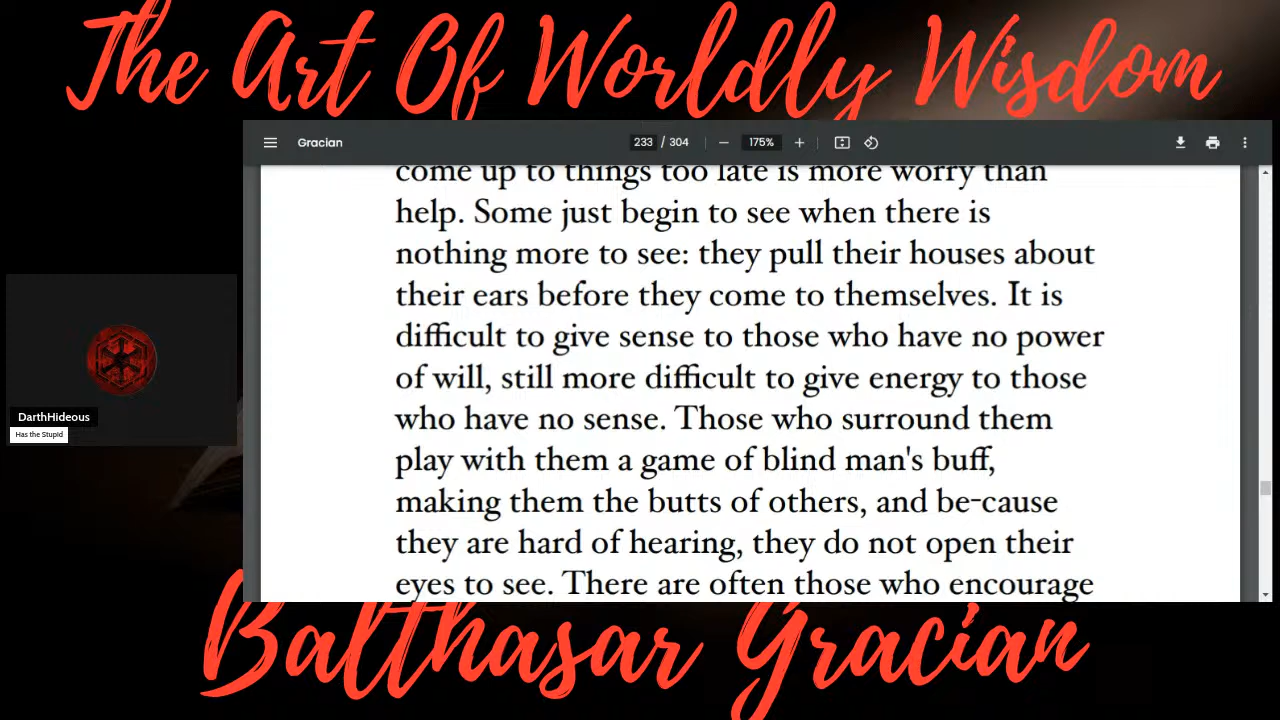 The Art Of Worldly Wisdom
Gracian
233 / 304
175%
come up to things too late is more worry than
help. Some just begin to see when there is
nothing more to see: they pull their houses about
their ears before they come to themselves. It is
difficult to give sense to those who have no power
of will, still more difficult to give energy to those
who have no sense. Those who surround them
play with them a game of blind man's buff,
making them the butts of others, and be-cause
they are hard of hearing, they do not open their
eyes to see. There are often those who encourage
DarthHideous
Has the Stupid
Balthasar Gracian